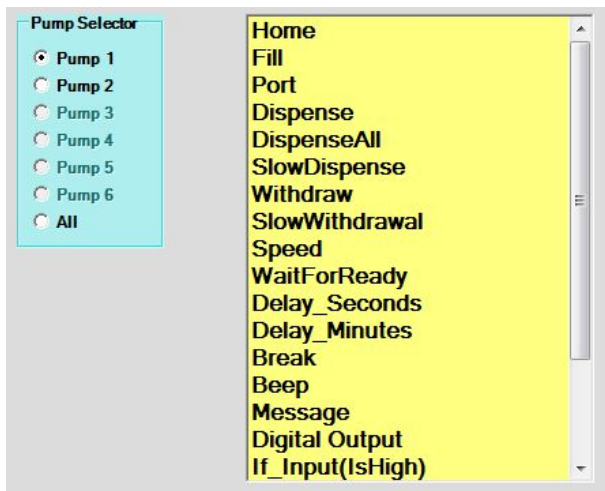 Pump Selector
Pump 1
Pump 2
Pump 3
Pump 4
Pump 5
Pump 6
All
Home
Fill
Port
Dispense
DispenseAll
SlowDispense
Withdraw
SlowWithdrawal
Speed
WaitForReady
Delay_Seconds
Delay_Minutes
Break
Beep
Message
Digital Output
If_Input(IsHigh)